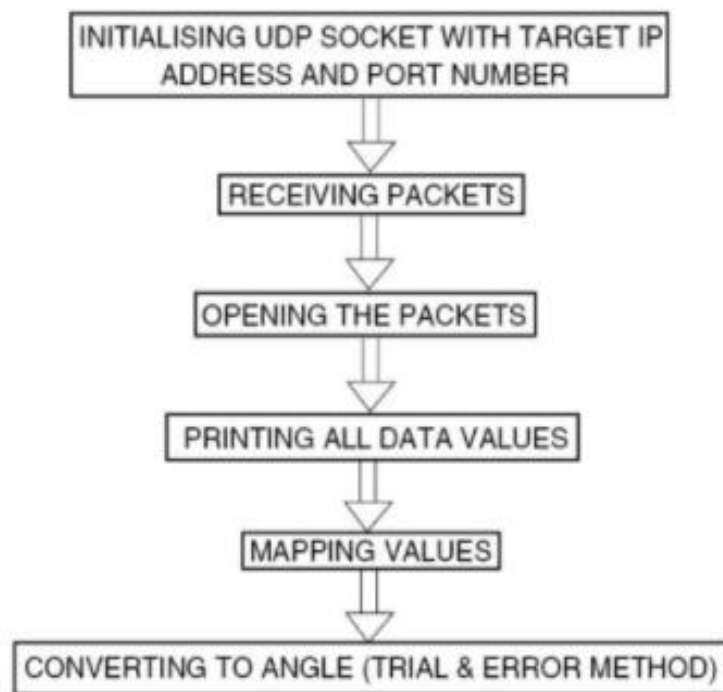 INITIALISING UDP SOCKET WITH TARGET IP
ADDRESS AND PORT NUMBER
RECEIVING PACKETS
OPENING THE PACKETS
PRINTING ALL DATA VALUES
MAPPING VALUES
CONVERTING TO ANGLE (TRIAL & ERROR METHOD)